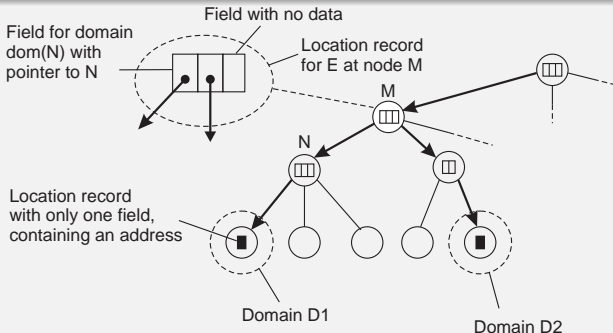 Field with no data
Field for domain
dom(N) with
pointer to N
Location record
for E at node M
M
N
Location record
with only one field,
containing an address
Domain D1
Domain D2